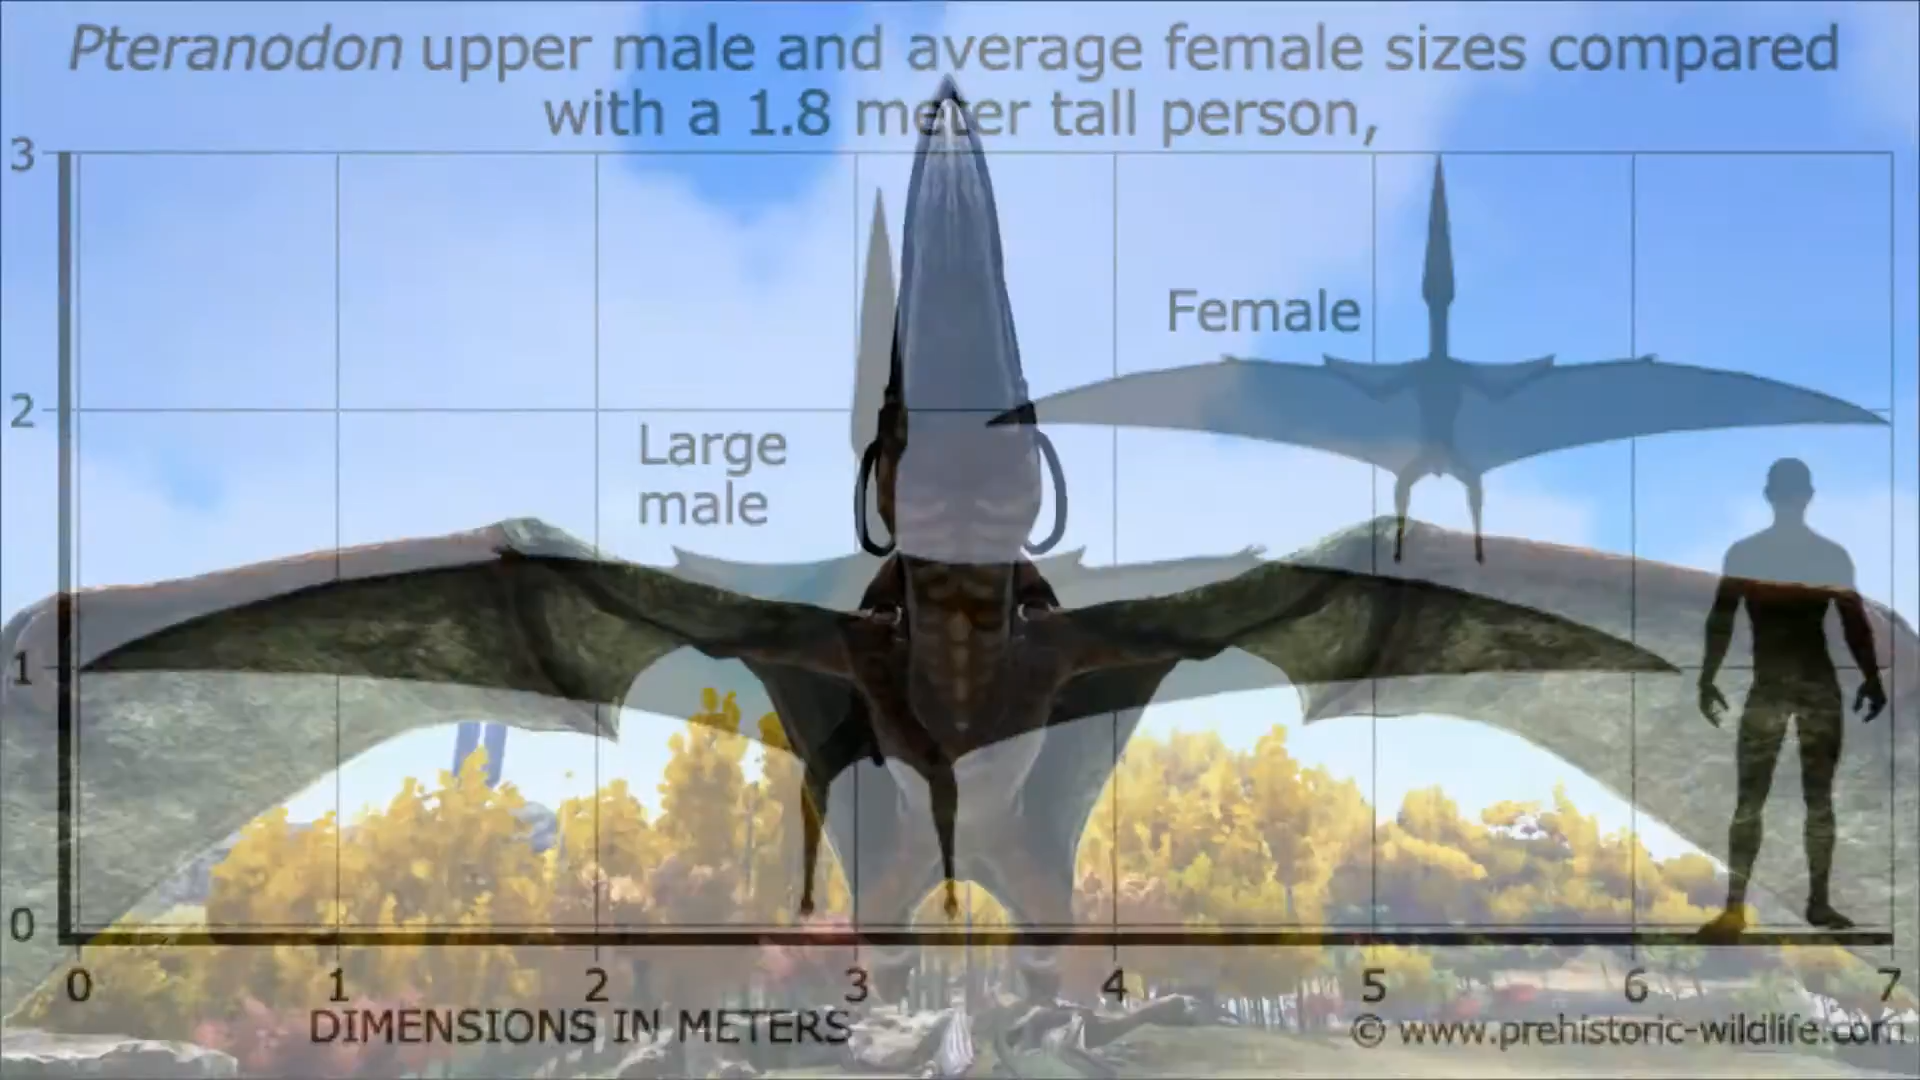 Pteranodon upper male and average female sizes compared
with a 1.8 meter tall person,
3
Female
2
Large
male
1
0
0 1 2 3 4 5 6 7
DIMENSIONS IN METERS
© www.prehistoric-wildlife.com